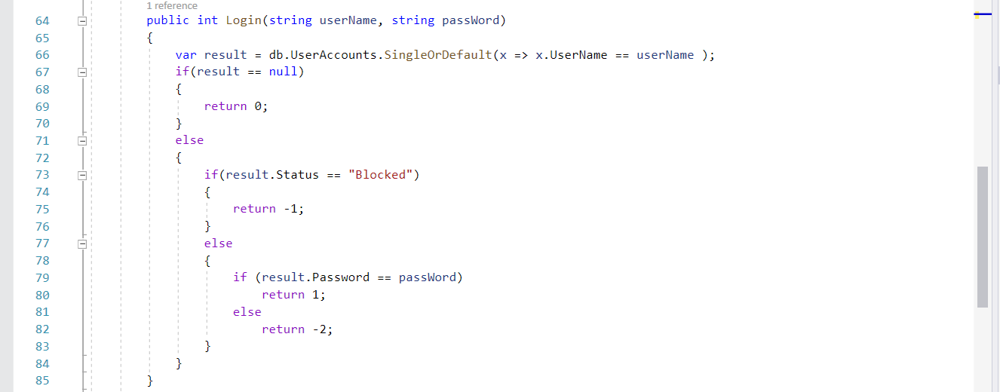 1 reference
64 public int Login(string userName, string passWord)
65 {
66 var result = db.UserAccounts.SingleOrDefault(x => x.UserName == userName );
67 if(result == null)
68 {
69 return 0;
70 }
71 else
72 {
73 if(result.Status == "Blocked")
74 {
75 return -1;
76 }
77 else
78 {
79 if (result.Password == passWord)
80 return 1;
81 else
82 return -2;
83 }
84 }
85 }